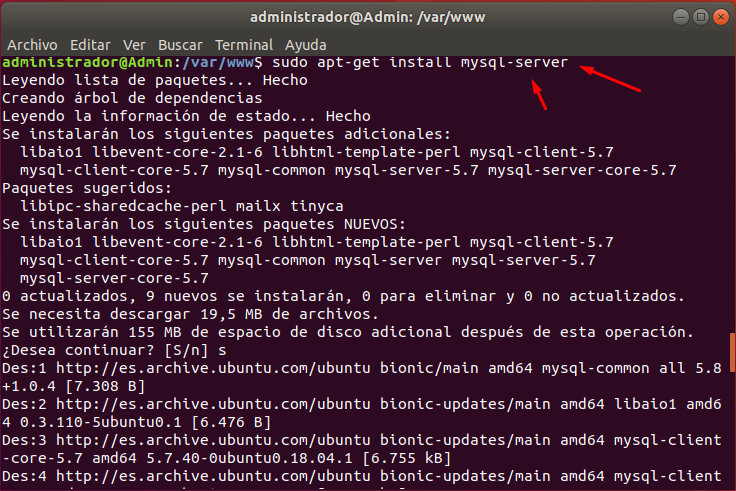 administrador@Admin: /var/www
Archivo Editar Ver Buscar Terminal Ayuda
administrador@Admin:/var/www$ sudo apt-get install mysql-server
Leyendo lista de paquetes... Hecho
Creando árbol de dependencias
Leyendo la información de estado... Hecho
Se instalarán los siguientes paquetes adicionales:
  libaio1 libevent-core-2.1-6 libhtml-template-perl mysql-client-5.7
  mysql-client-core-5.7 mysql-common mysql-server-5.7 mysql-server-core-5.7
Paquetes sugeridos:
  libipc-sharedcache-perl mailx tinyca
Se instalarán los siguientes paquetes NUEVOS:
  libaio1 libevent-core-2.1-6 libhtml-template-perl mysql-client-5.7
  mysql-client-core-5.7 mysql-common mysql-server mysql-server-5.7
  mysql-server-core-5.7
0 actualizados, 9 nuevos se instalarán, 0 para eliminar y 0 no actualizados.
Se necesita descargar 19,5 MB de archivos.
Se utilizarán 155 MB de espacio de disco adicional después de esta operación.
¿Desea continuar? [S/n] s
Des:1 http://es.archive.ubuntu.com/ubuntu bionic/main amd64 mysql-common all 5.8
+1.0.4 [7.308 B]
Des:2 http://es.archive.ubuntu.com/ubuntu bionic-updates/main amd64 libaio1 amd6
4 0.3.110-5ubuntu0.1 [6.476 B]
Des:3 http://es.archive.ubuntu.com/ubuntu bionic-updates/main amd64 mysql-client
-core-5.7 amd64 5.7.40-0ubuntu0.18.04.1 [6.755 kB]
Des:4 http://es.archive.ubuntu.com/ubuntu bionic-updates/main amd64 mysql-client